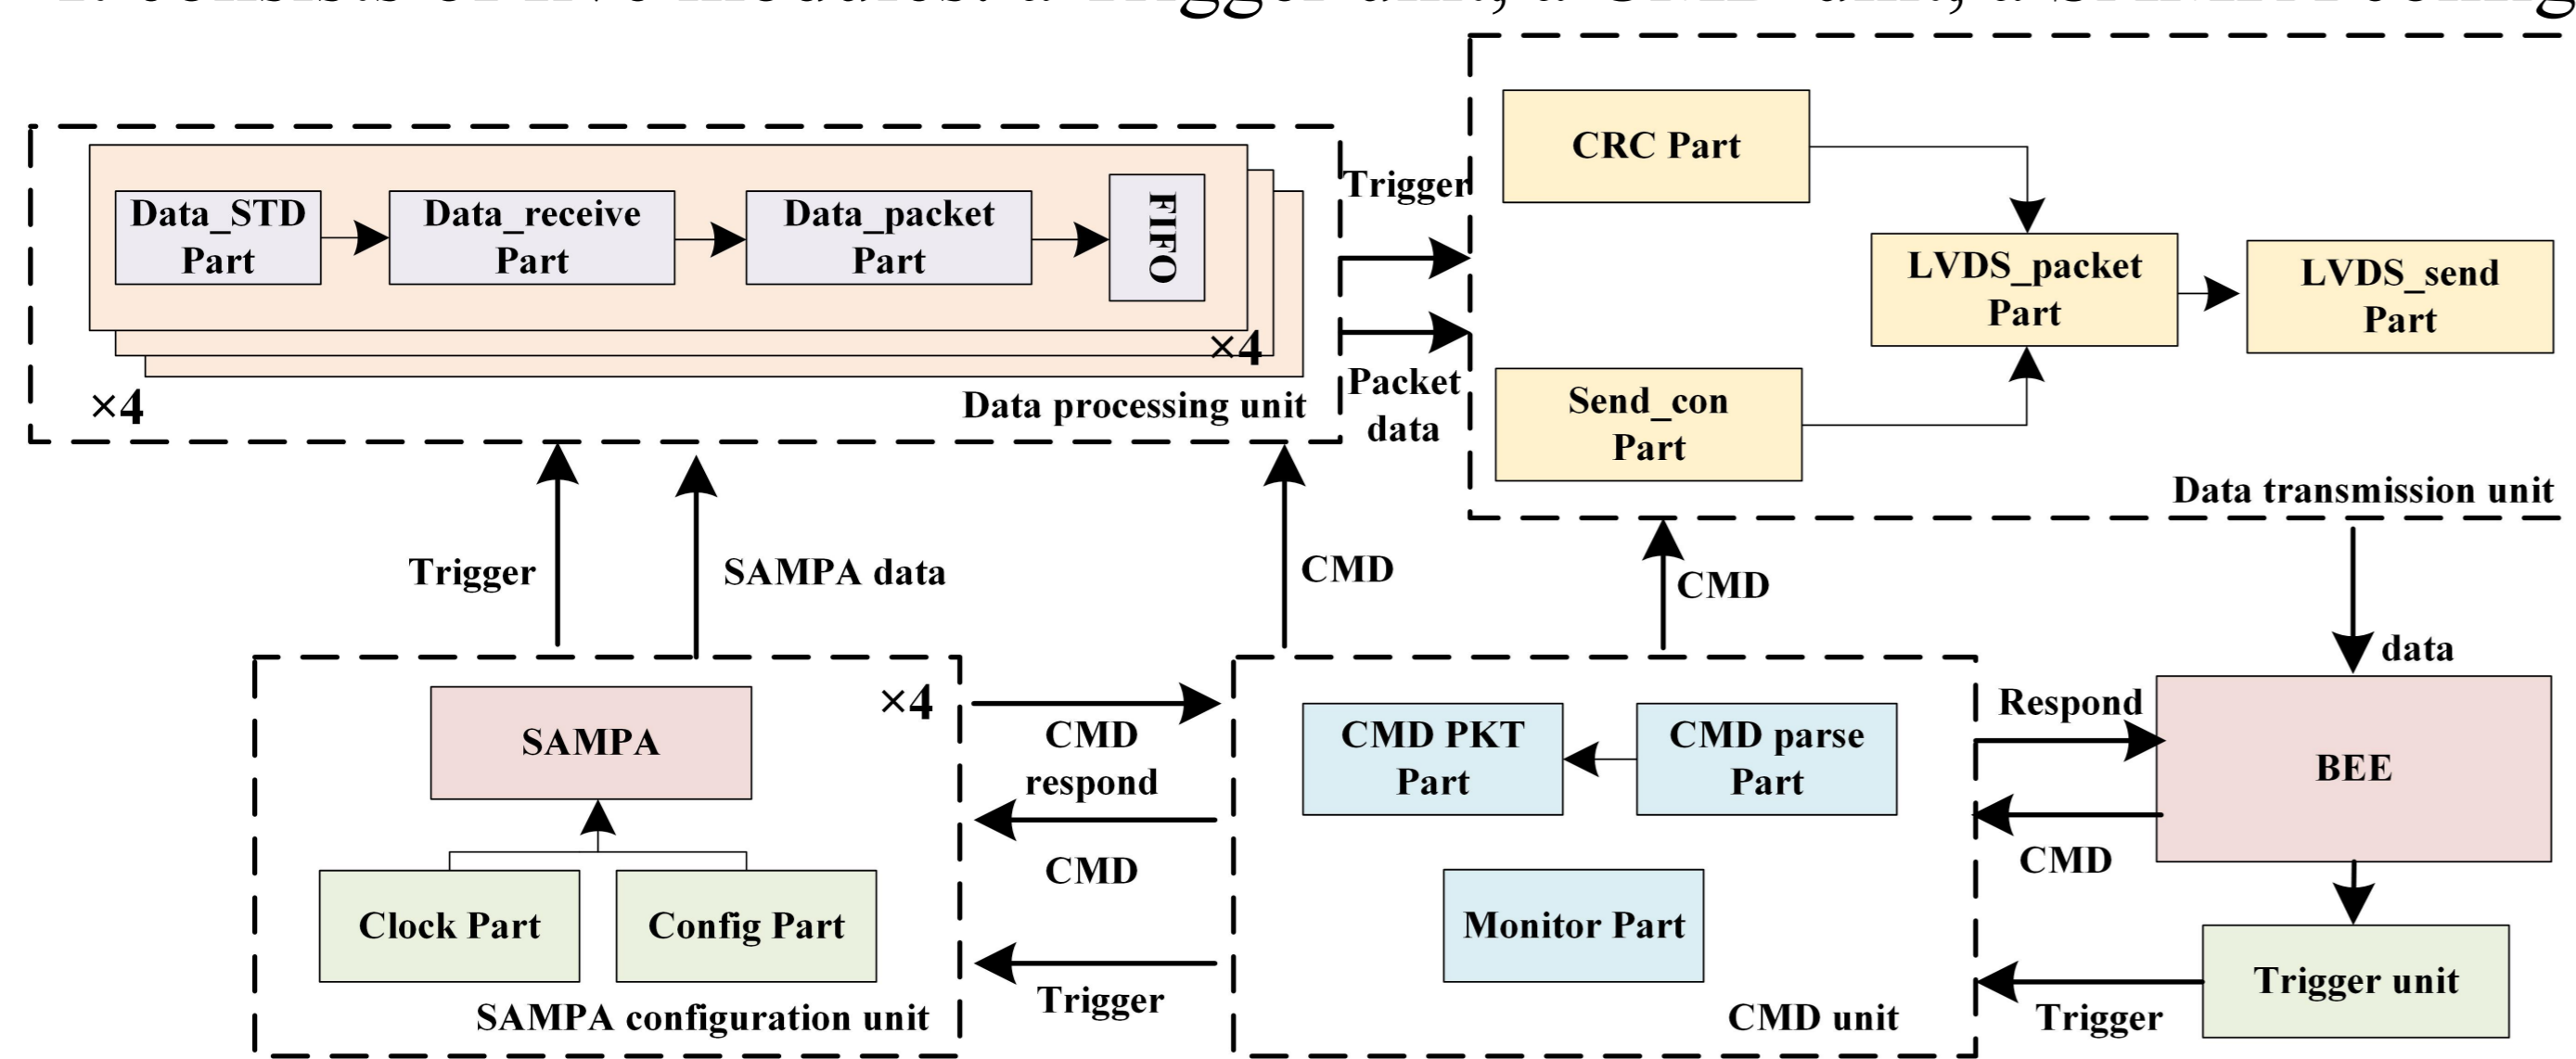 Data_STD
Part
Data_receive
Part
Data_packet
Part
FIFO
×4
×4
Data processing unit
Trigger
Packet
data
CRC Part
LVDS_packet
Part
LVDS_send
Part
Send_con
Part
Data transmission unit
Trigger
SAMPA data
CMD
CMD
data
×4
SAMPA
Clock Part
Config Part
SAMPA configuration unit
CMD
respond
CMD
Trigger
CMD PKT
Part
CMD parse
Part
Monitor Part
CMD unit
Respond
CMD
Trigger
BEE
Trigger unit